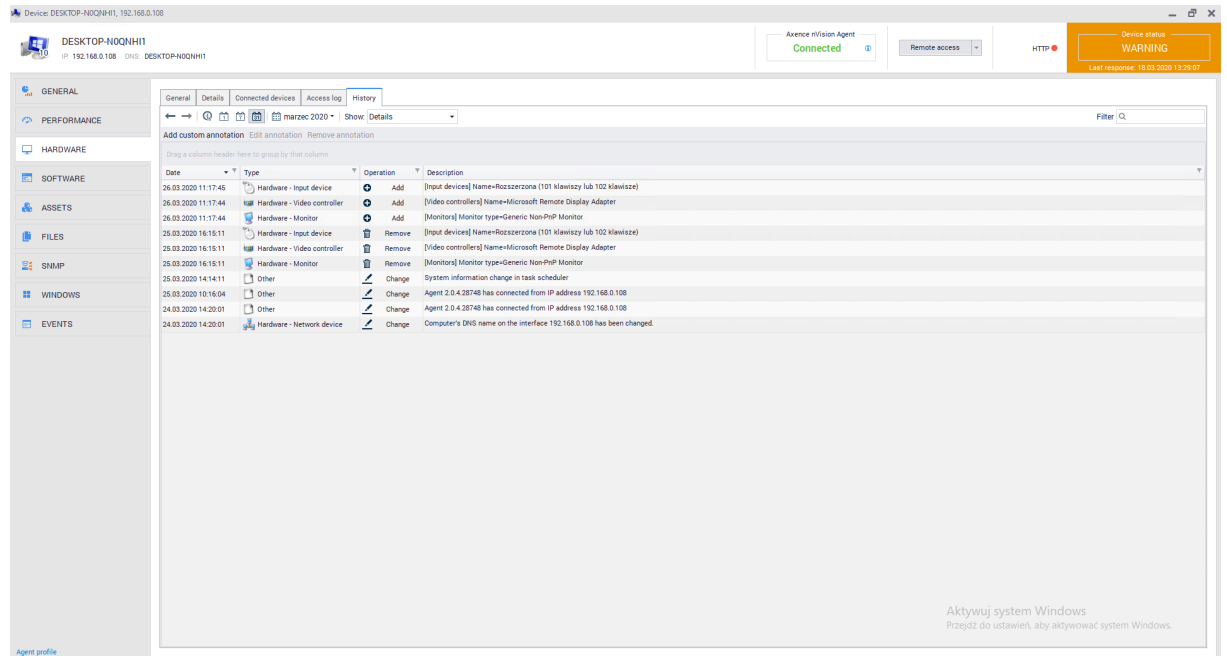 Device: DESKTOP-N0QNHI1, 192.168.0.108
DESKTOP-N0QNHI1
IP: 192.168.0.108 DNS: DESKTOP-N0QNHI1
Axence nVision Agent
Connected
Remote access
HTTP
Device status
WARNING
Last response: 18.03.2020 13:29:07
GENERAL
PERFORMANCE
HARDWARE
SOFTWARE
ASSETS
FILES
SNMP
WINDOWS
EVENTS
Agent profile
General Details Connected devices Access log History
marzec 2020 Show: Details Filter
Add custom annotation Edit annotation Remove annotation
Drag a column header here to group by that column
Date Type Operation Description
26.03.2020 11:17:45 Hardware - Input device Add [Input devices] Name=Rozszerzona (101 klawiszy lub 102 klawisze)
26.03.2020 11:17:44 Hardware - Video controller Add [Video controllers] Name=Microsoft Remote Display Adapter
26.03.2020 11:17:44 Hardware - Monitor Add [Monitors] Monitor type=Generic Non-PnP Monitor
25.03.2020 16:15:11 Hardware - Input device Remove [Input devices] Name=Rozszerzona (101 klawiszy lub 102 klawisze)
25.03.2020 16:15:11 Hardware - Video controller Remove [Video controllers] Name=Microsoft Remote Display Adapter
25.03.2020 16:15:11 Hardware - Monitor Remove [Monitors] Monitor type=Generic Non-PnP Monitor
25.03.2020 14:14:11 Other Change System information change in task scheduler
25.03.2020 10:16:04 Other Change Agent 2.0.4.28748 has connected from IP address 192.168.0.108
24.03.2020 14:20:01 Other Change Agent 2.0.4.28748 has connected from IP address 192.168.0.108
24.03.2020 14:20:01 Hardware - Network device Change Computer's DNS name on the interface 192.168.0.108 has been changed.
Aktywuj system Windows
Przejdź do ustawień, aby aktywować system Windows.